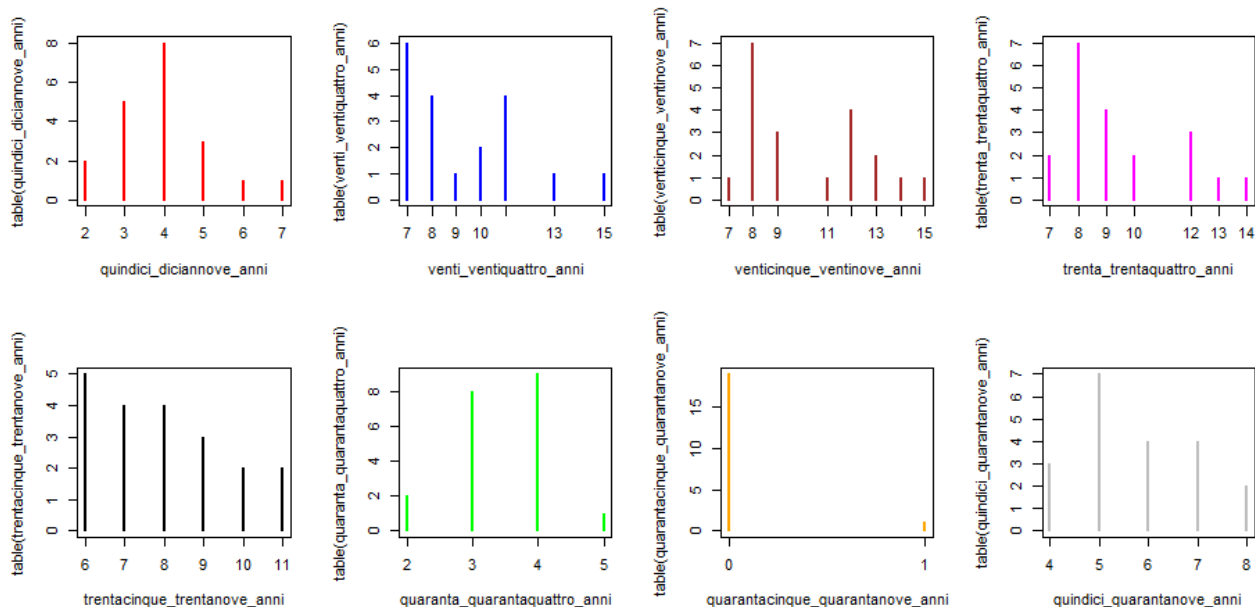 table(quindici_diciannove_anni)
8
6
4
2
0
2 3 4 5 6 7
quindici_diciannove_anni
table(venti_ventiquattro_anni)
6
5
4
3
2
1
0
7 8 9 10 13 15
venti_ventiquattro_anni
table(venticinque_ventinove_anni)
7
6
5
4
3
2
1
0
7 8 9 11 13 15
venticinque_ventinove_anni
table(trenta_trentaquattro_anni)
7
6
5
4
3
2
1
0
7 8 9 10 12 13 14
trenta_trentaquattro_anni
table(trentacinque_trentanove_anni)
5
4
3
2
1
0
6 7 8 9 10 11
trentacinque_trentanove_anni
table(quaranta_quarantaquattro_anni)
8
6
4
2
0
2 3 4 5
quaranta_quarantaquattro_anni
table(quarantacinque_quarantanove_anni)
15
10
5
0
0 1
quarantacinque_quarantanove_anni
table(quindici_quarantanove_anni)
7
6
5
4
3
2
1
0
4 5 6 7 8
quindici_quarantanove_anni